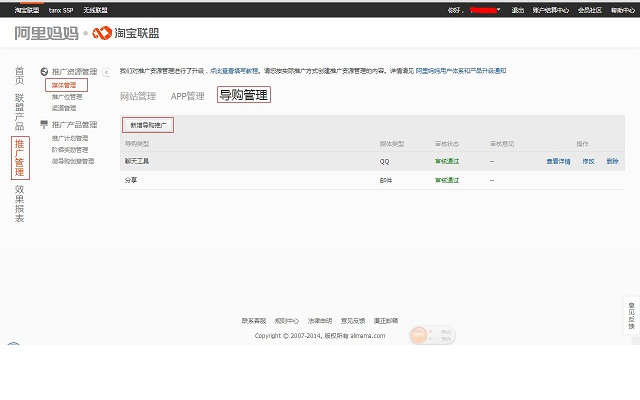 淘宝联盟 tanx SSP 无线联盟
你好， 退出 账户结算中心 会员社区 帮助中心
阿里妈妈 淘宝联盟
首页
联盟产品
推广管理
效果报表
推广资源管理
媒体管理
推广位管理
渠道管理
推广产品管理
推广计划管理
阶梯奖励管理
我们对推广资源管理进行了升级，点此查看填写教程。请您按实际推广方式创建推广资源管理的内容。详情请见 阿里妈妈用户体系和产品升级通知
网站管理 APP管理 导购管理
新增导购推广
导购类型 媒体类型 审核状态 审核意见 操作
聊天工具 QQ 审核通过 -- 查看详情 修改 删除
分享 邮件 审核通过 --
意见反馈
联系客服 规则中心 法律声明 意见反馈 廉正邮箱
Copyright © 2007-2014, 版权所有 alimama.com